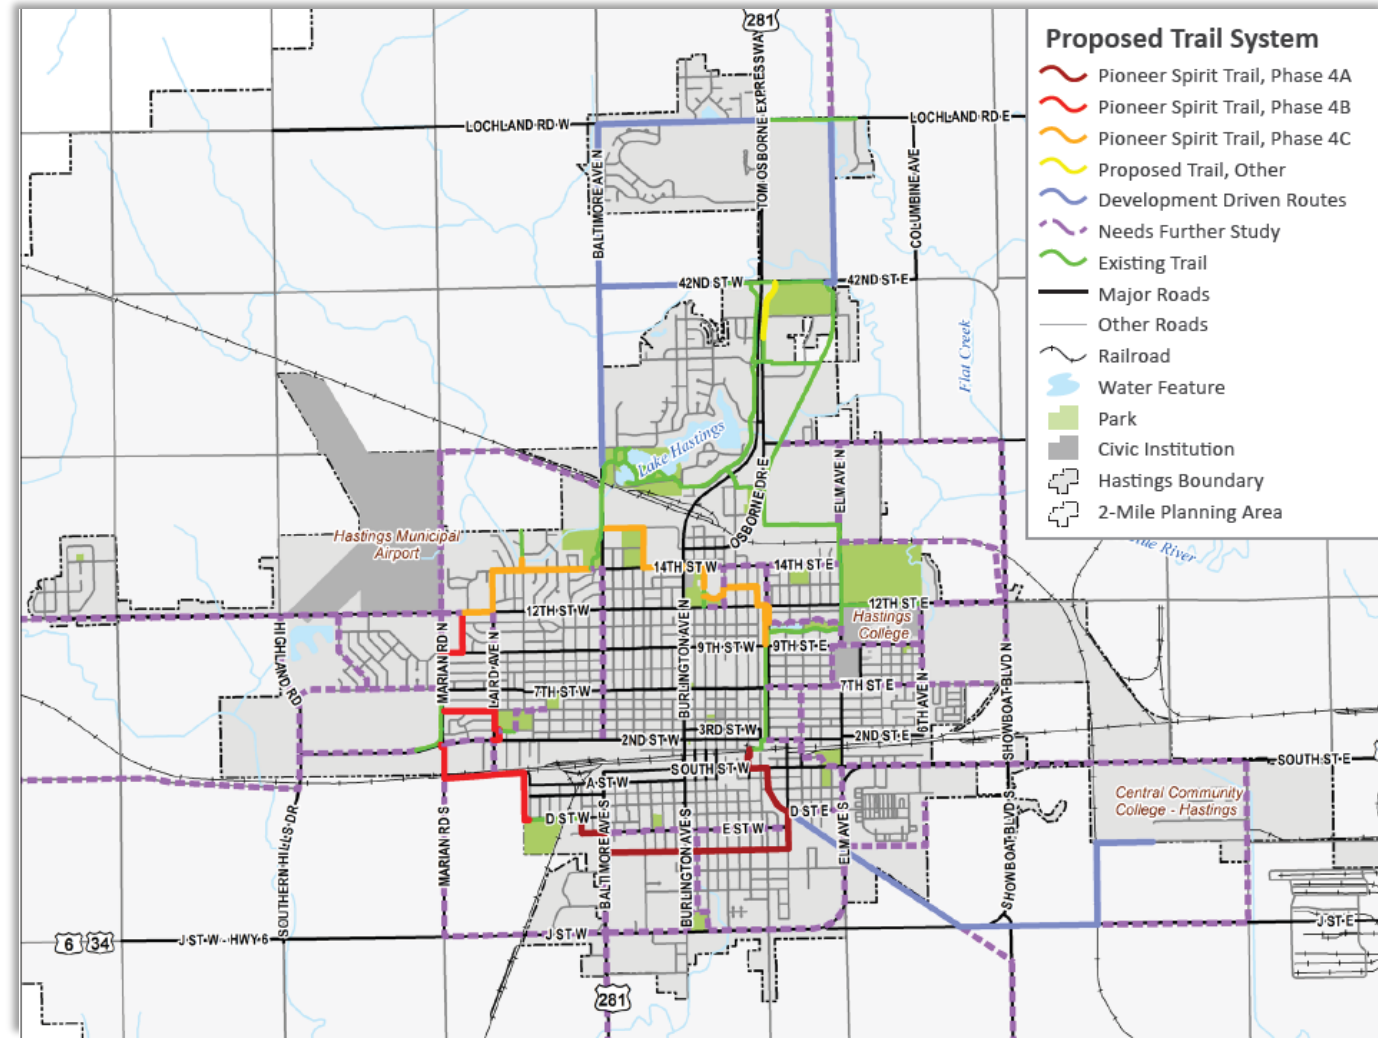 281
Proposed Trail System
Pioneer Spirit Trail, Phase 4A
Pioneer Spirit Trail, Phase 4B
Pioneer Spirit Trail, Phase 4C
Proposed Trail, Other
Development Driven Routes
Needs Further Study
Existing Trail
Major Roads
Other Roads
Railroad
Water Feature
Park
Civic Institution
Hastings Boundary
2-Mile Planning Area
LOCHLAND RD W
LOCHLAND RD E
TOM OSBORNE EXPRESSWAY
BALTIMORE AVE N
COLUMBINE AVE
42ND ST W
42ND ST E
Flat Creek
Lake Hastings
OSBORNE DR E
ELM AVE N
River
Hastings Municipal
Airport
14TH ST W
14TH ST E
12TH ST W
12TH ST E
Hastings
College
HIGHLAND RD
MARIAN RD N
LAIRD AVE N
BURLINGTON AVE N
9TH ST W
9TH ST E
7TH ST W
7TH ST E
6TH AVE N
SHOWBOAT BLVD N
3RD ST W
2ND ST W
2ND ST E
SOUTH ST W
SOUTH ST E
A ST W
D ST W
D ST E
E ST W
Central Community
College - Hastings
SOUTHERN HILLS DR
MARIAN RD S
BALTIMORE AVE S
BURLINGTON AVE S
ELM AVE S
SHOWBOAT BLVD S
6 34
J ST W - HWY 6
J ST W
J ST E
281